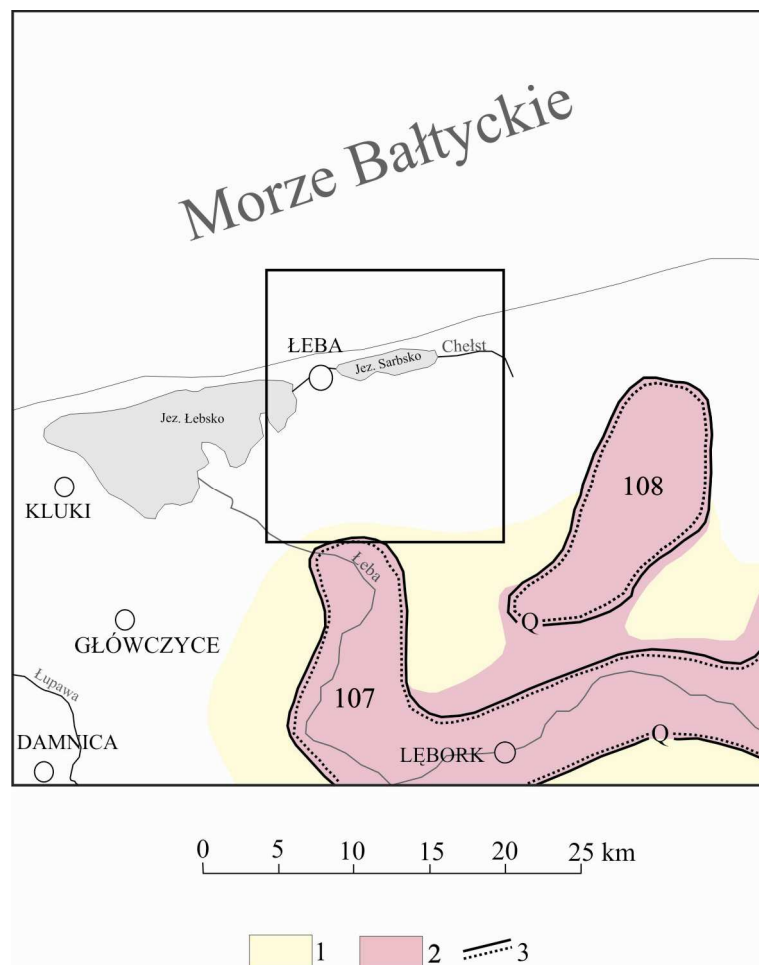 Morze Bałtyckie
ŁEBA
Jez. Sarbsko
Chełst
Jez. Łebsko
KLUKI
108
Łeba
Q
GŁÓWCZYCE
Łupawa
107
DAMNICA
LĘBORK
Q
0 5 10 15 20 25 km
1 2 3